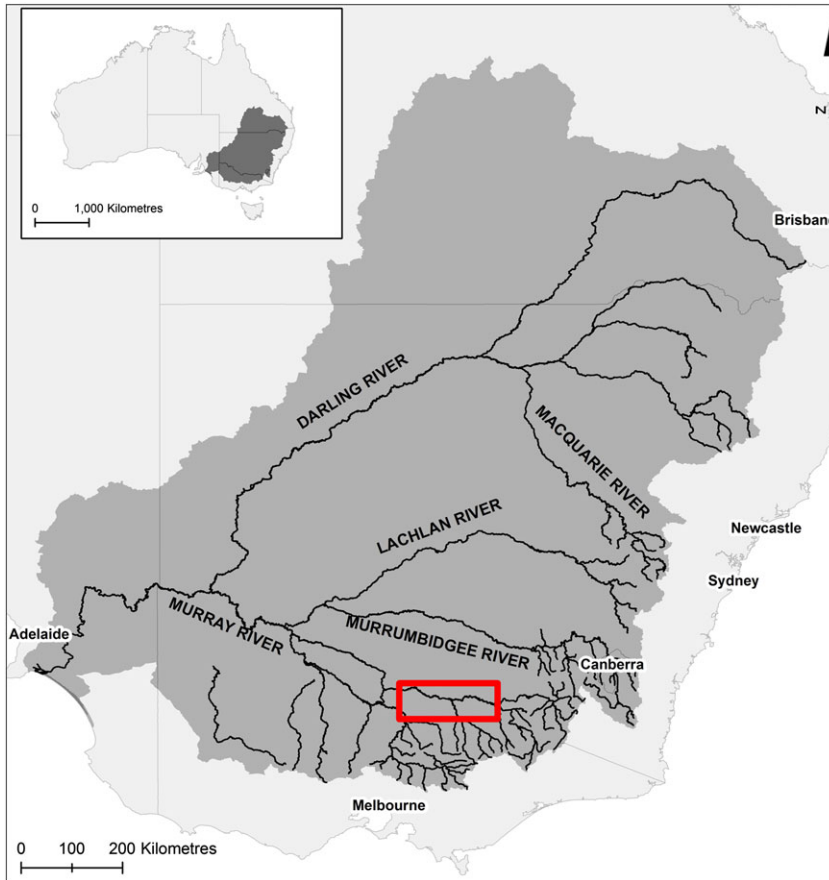 0 1,000 Kilometres
N
Brisbane
DARLING RIVER
MACQUARIE RIVER
LACHLAN RIVER
Newcastle
Sydney
MURRAY RIVER
MURRUMBIDGEE RIVER
Adelaide
Canberra
Melbourne
0 100 200 Kilometres